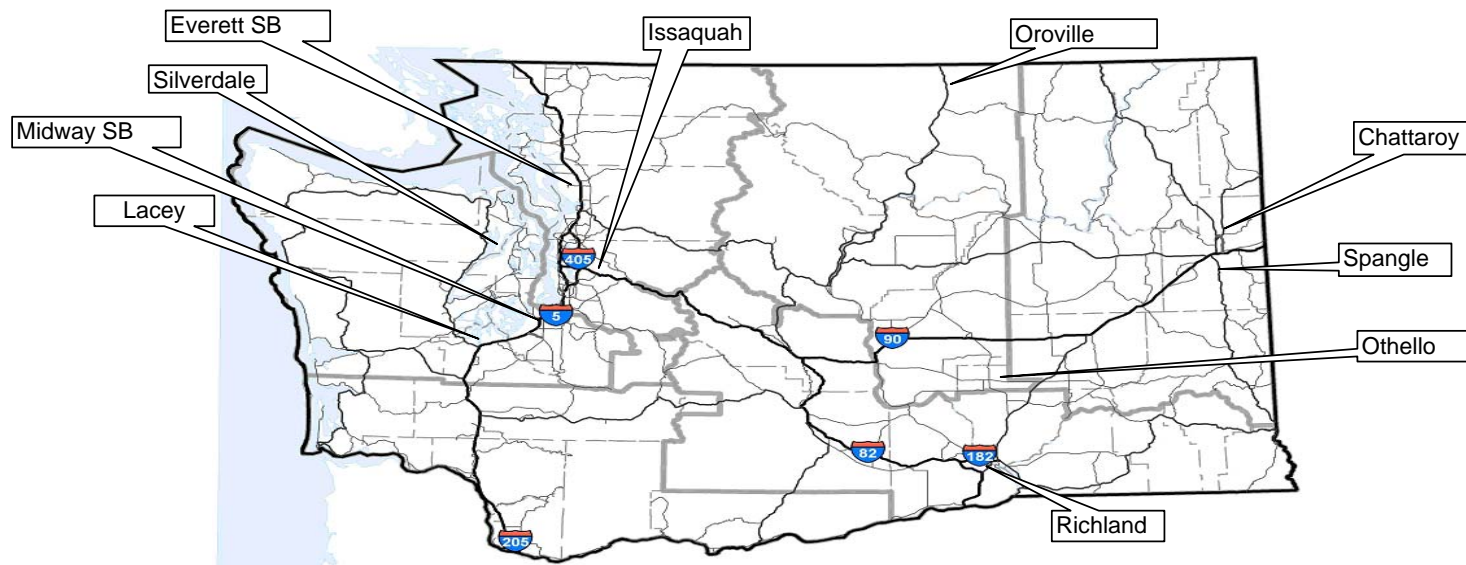 Everett SB
Issaquah
Oroville
Silverdale
Midway SB
Chattaroy
Lacey
405
Spangle
5
90
Othello
82
182
Richland
205